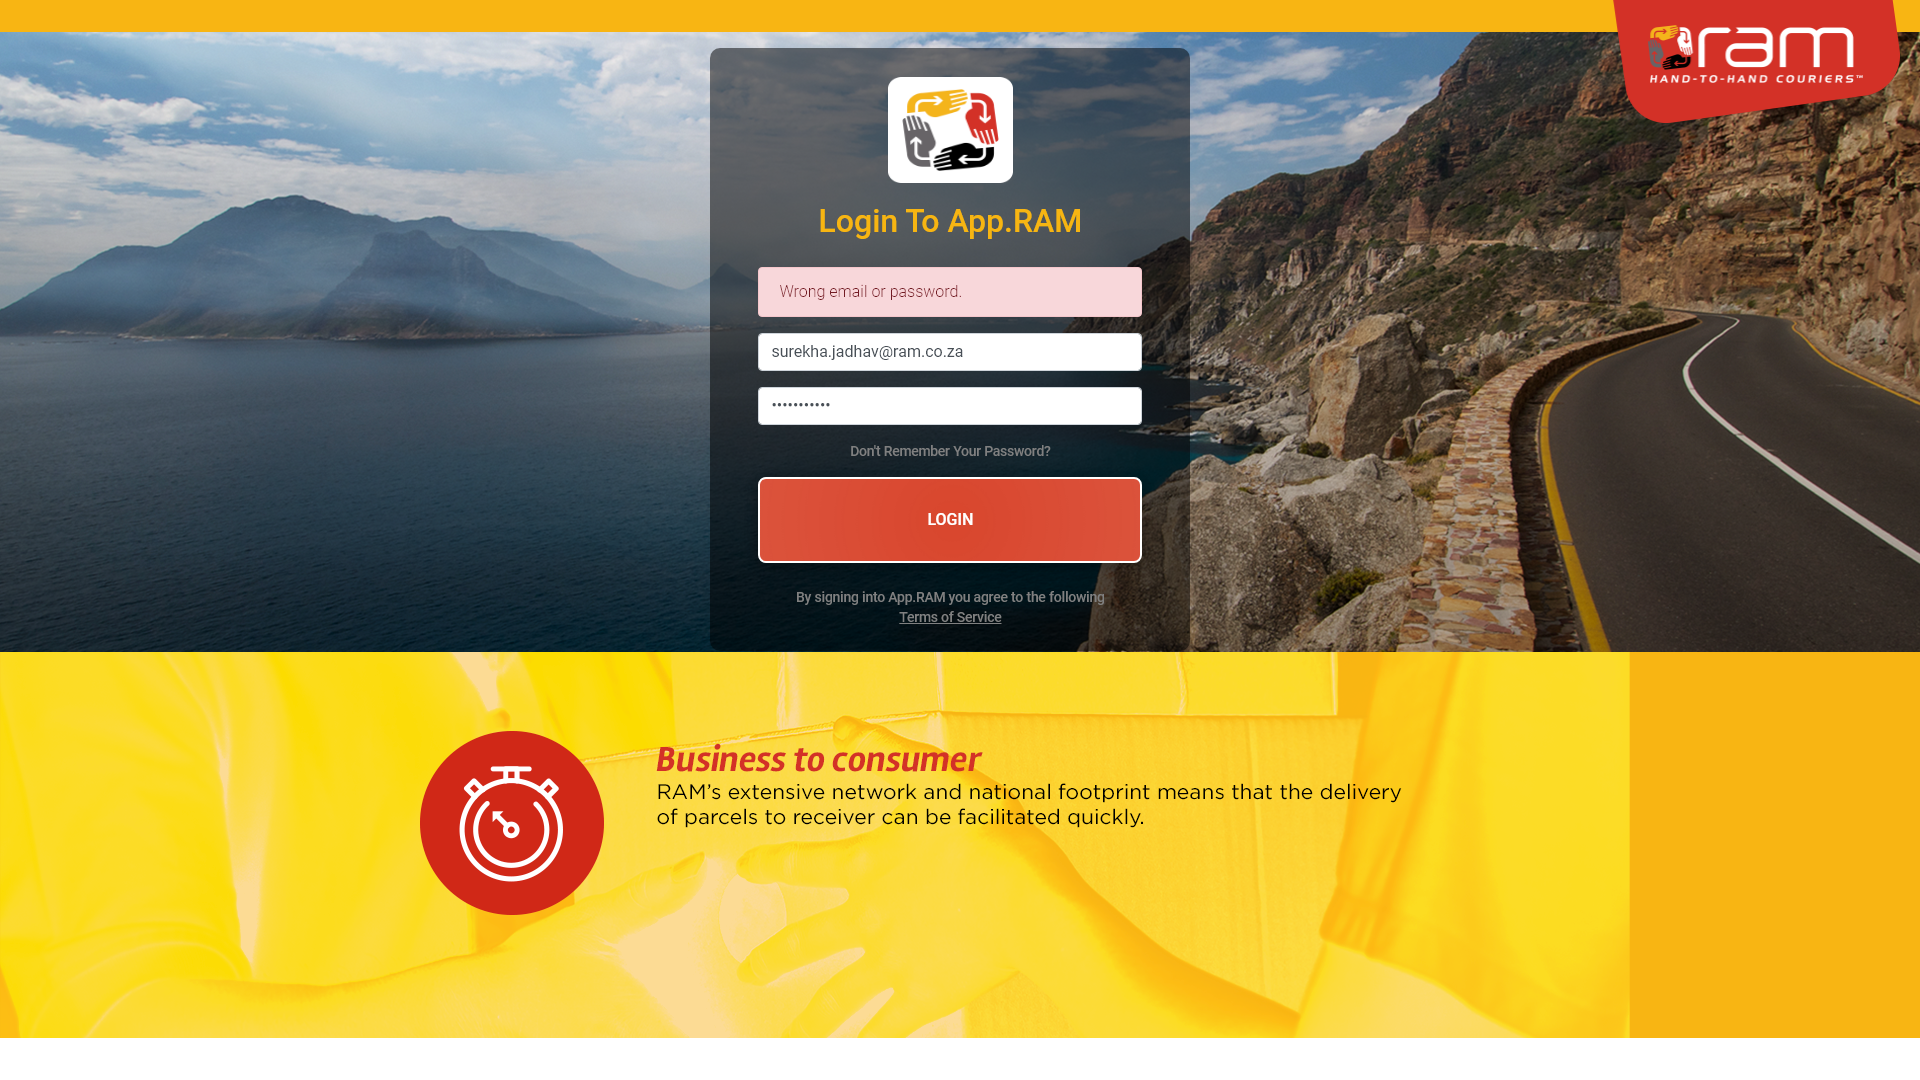 ram
HAND-TO-HAND COURIERS™
Login To App.RAM
Wrong email or password.
surekha.jadhav@ram.co.za
•••••••••••
Don't Remember Your Password?
LOGIN
By signing into App.RAM you agree to the following
Terms of Service
Business to consumer
RAM’s extensive network and national footprint means that the delivery
of parcels to receiver can be facilitated quickly.